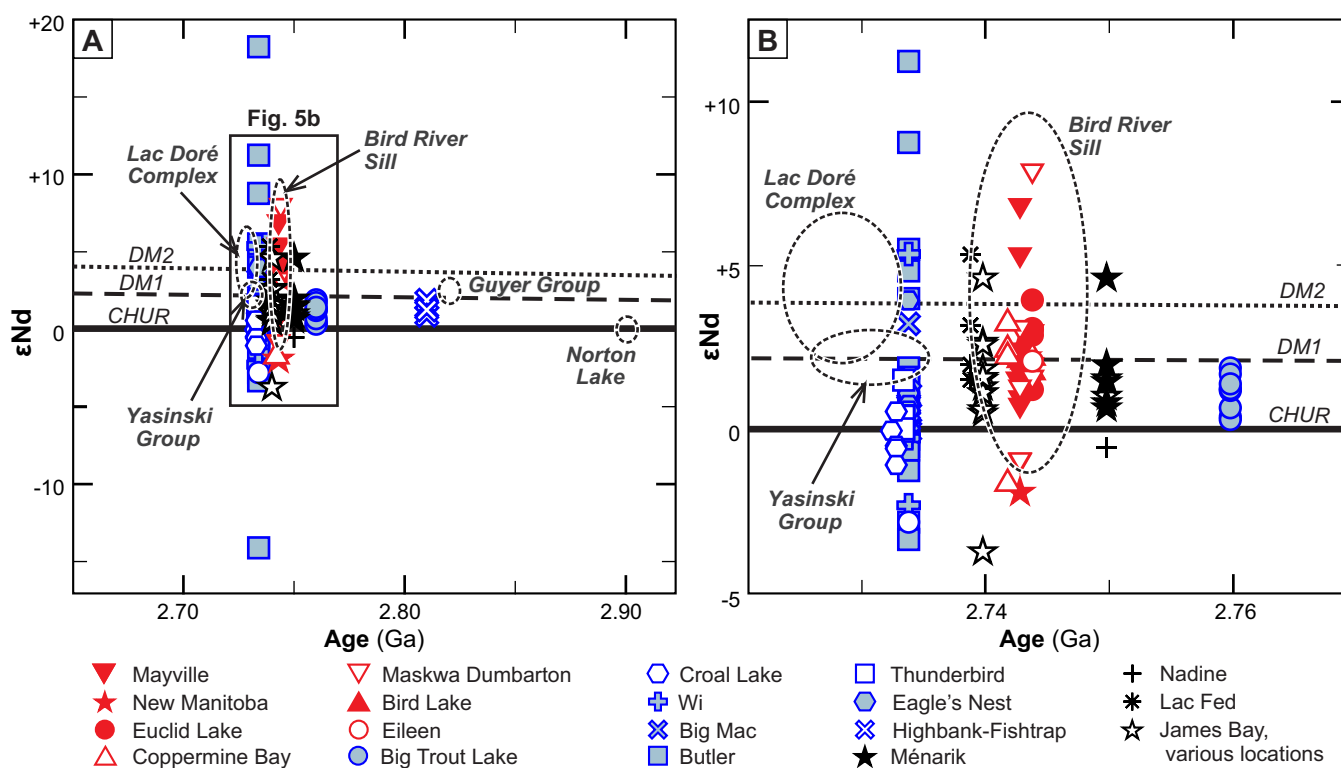 A
Fig. 5b
Lac Doré
Complex
Bird River
Sill
DM2
DM1
CHUR
Guyer Group
Norton
Lake
Yasinski
Group
+20
+10
0
-10
εNd
2.70
2.80
2.90
Age (Ga)
B
Bird River
Sill
Lac Doré
Complex
DM2
DM1
CHUR
Yasinski
Group
+10
+5
0
-5
εNd
2.74
2.76
Age (Ga)
Mayville
New Manitoba
Euclid Lake
Coppermine Bay
Maskwa Dumbarton
Bird Lake
Eileen
Big Trout Lake
Croal Lake
Wi
Big Mac
Butler
Thunderbird
Eagle's Nest
Highbank-Fishtrap
Ménarik
Nadine
Lac Fed
James Bay,
various locations